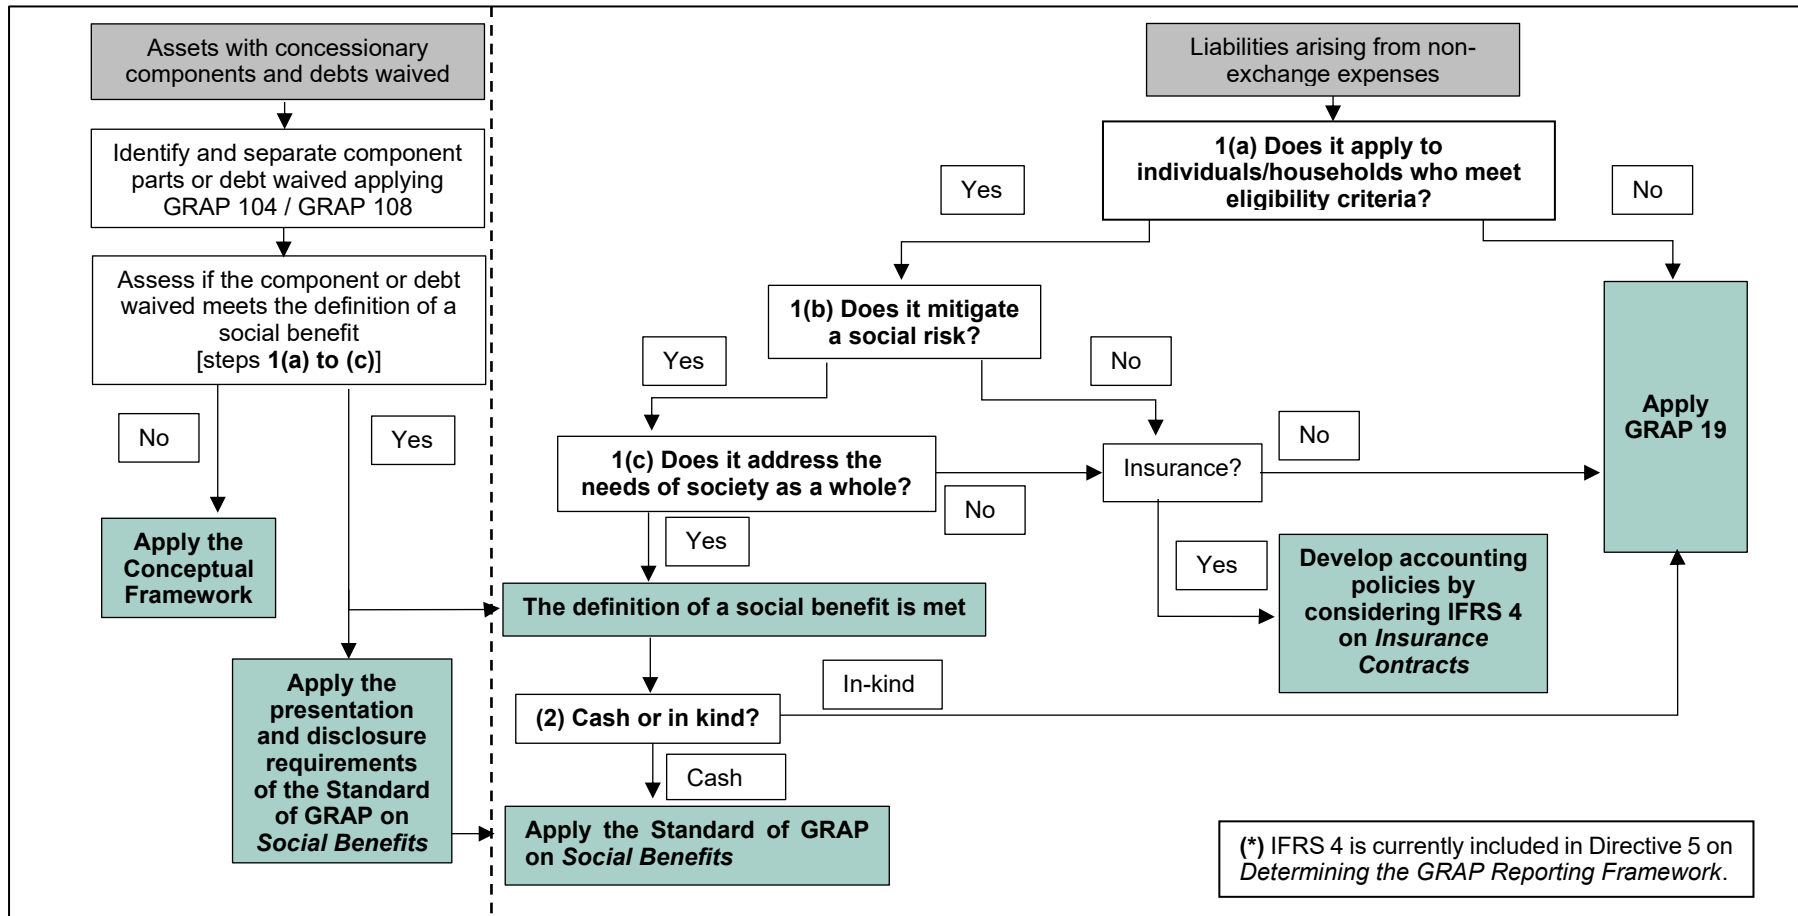 Assets with concessionary
components and debts waived
Identify and separate component
parts or debt waived applying
GRAP 104 / GRAP 108
Assess if the component or debt
waived meets the definition of a
social benefit
[steps 1(a) to (c)]
No
Yes
Apply the
Conceptual
Framework
Apply the
presentation
and disclosure
requirements
of the Standard
of GRAP on
Social Benefits
Liabilities arising from non-
exchange expenses
1(a) Does it apply to
individuals/households who meet
eligibility criteria?
Yes
No
1(b) Does it mitigate
a social risk?
Yes
No
1(c) Does it address the
needs of society as a whole?
No
Yes
Insurance?
No
Yes
Apply
GRAP 19
Develop accounting
policies by
considering IFRS 4
on Insurance
Contracts
The definition of a social benefit is met
(2) Cash or in kind?
In-kind
Cash
Apply the Standard of GRAP
on Social Benefits
(*) IFRS 4 is currently included in Directive 5 on
Determining the GRAP Reporting Framework.